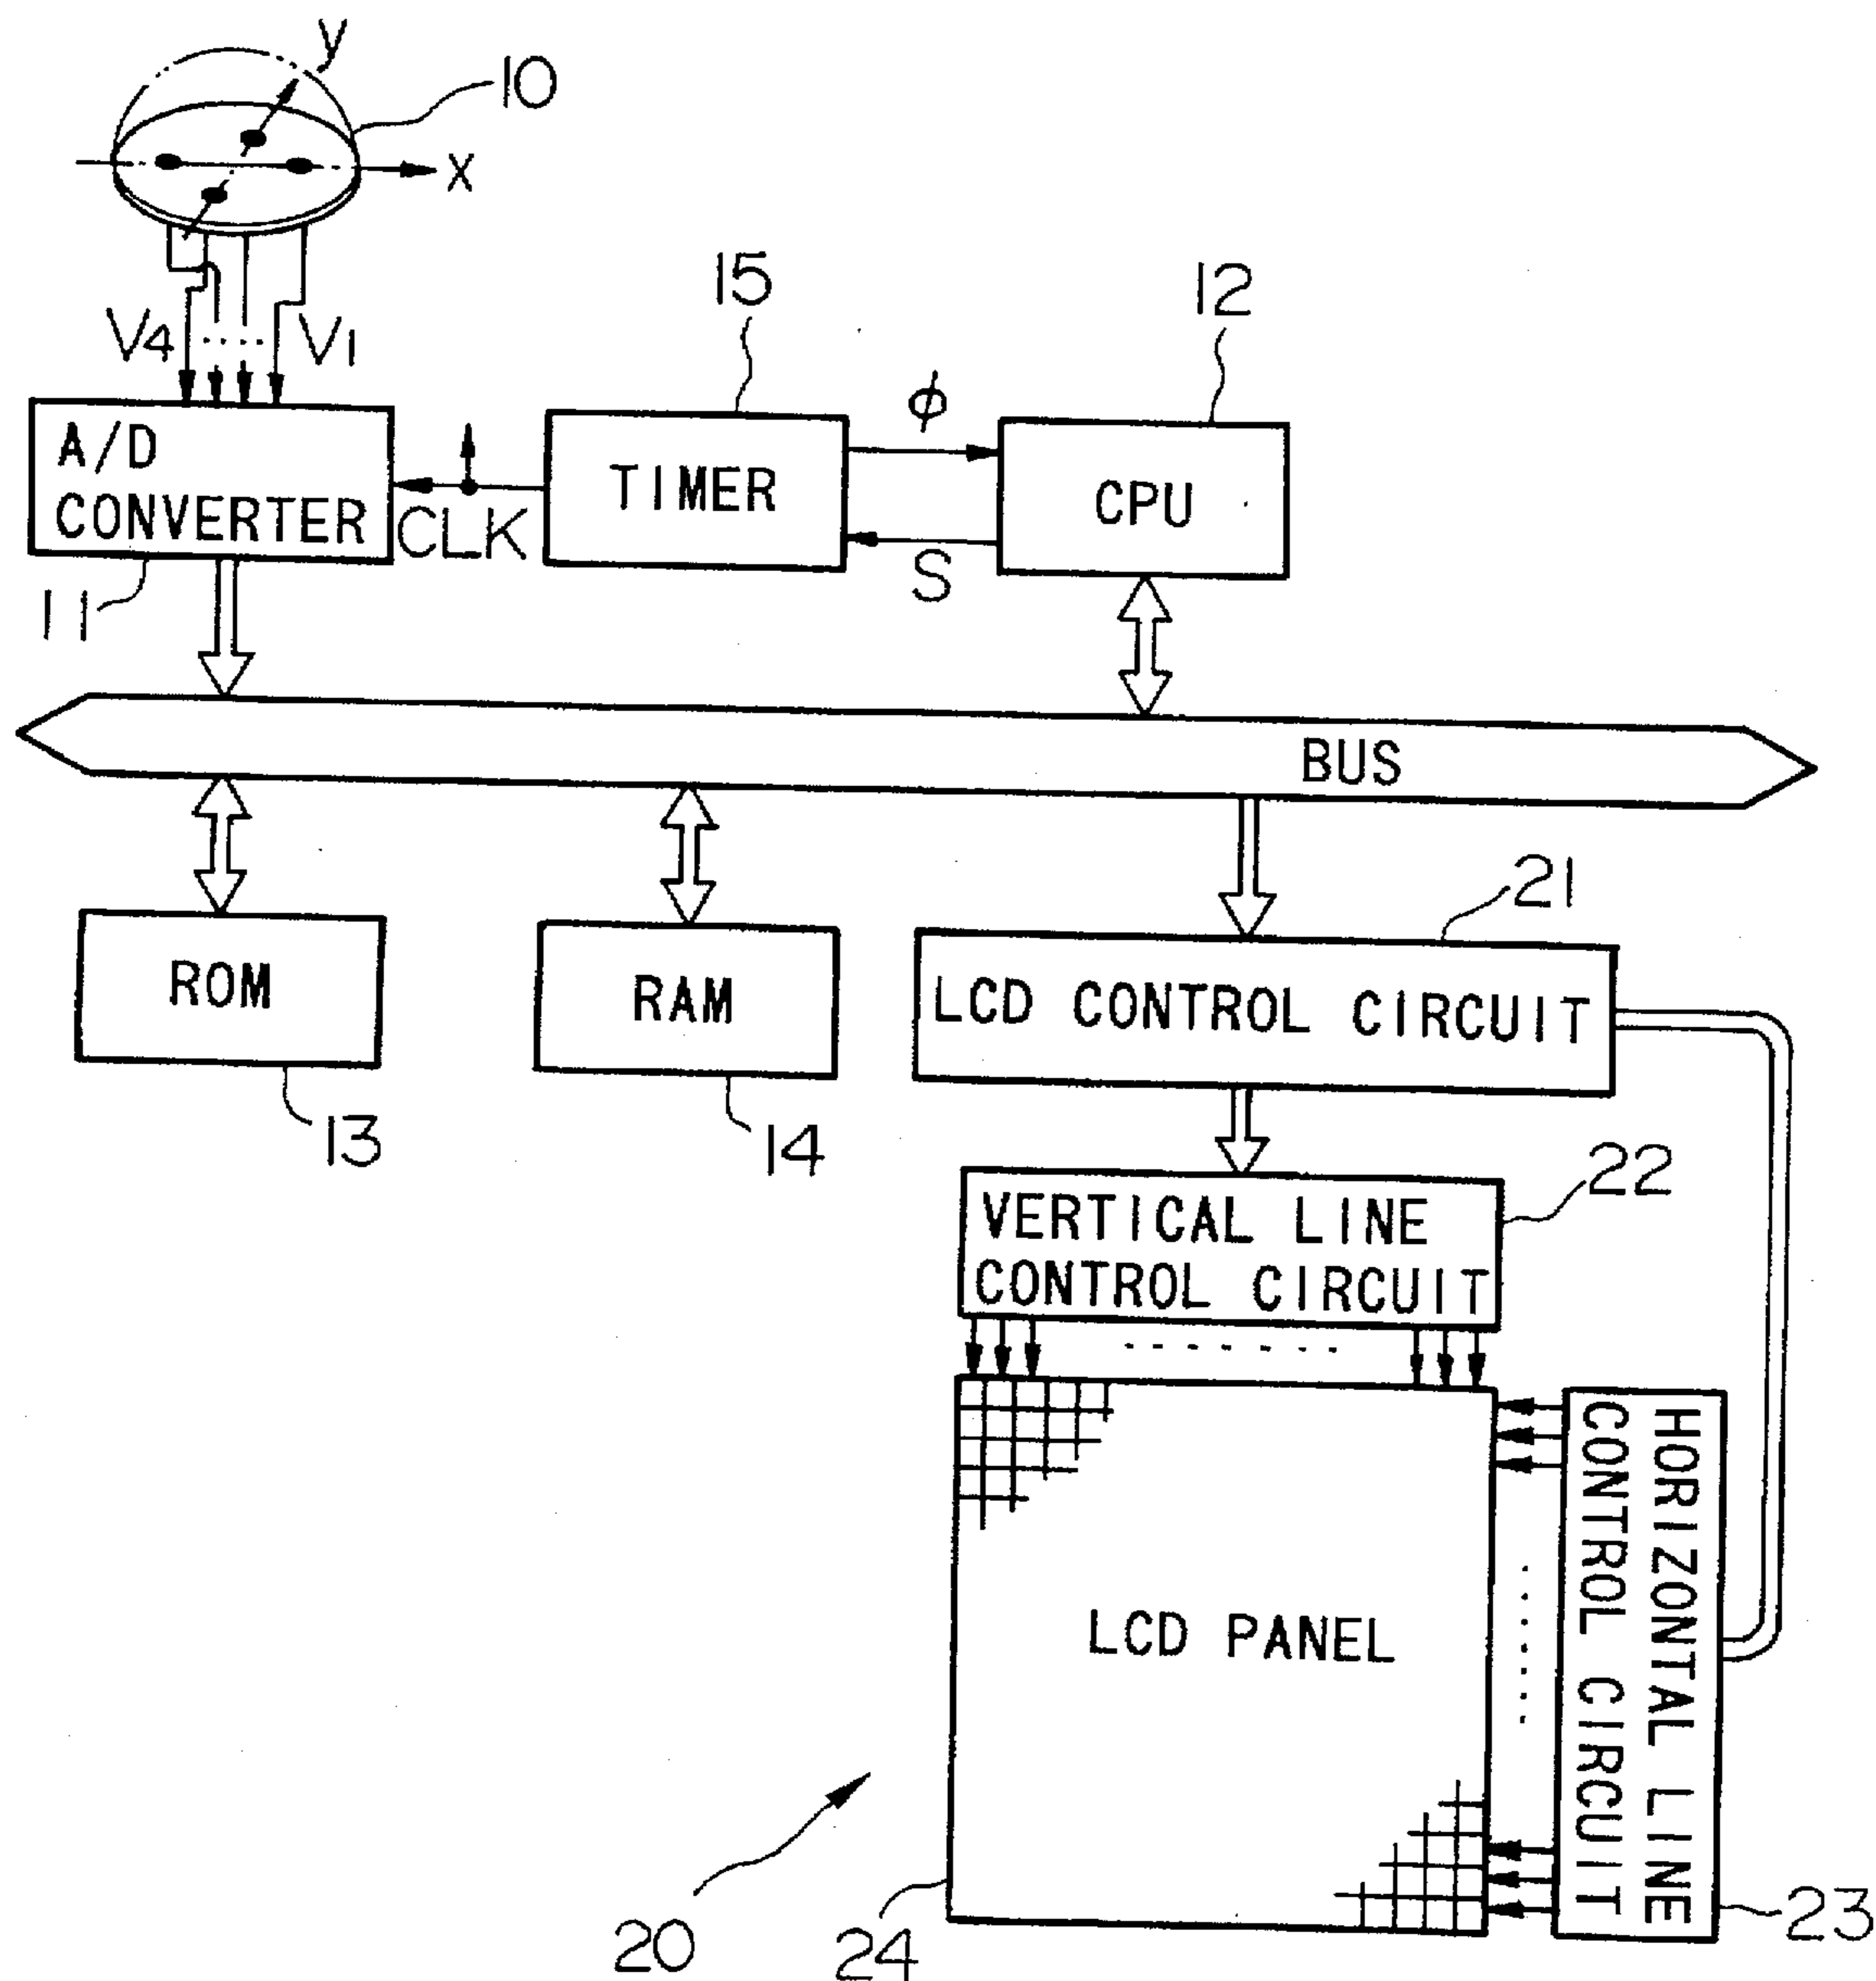 y
10
X
V4
....
V1
15
12
φ
A/D
CONVERTER
TIMER
CPU
CLK
S
11
BUS
21
ROM
RAM
LCD CONTROL CIRCUIT
13
14
22
VERTICAL LINE
CONTROL CIRCUIT
HORIZONTAL LINE
CONTROL CIRCUIT
LCD PANEL
20
24
23